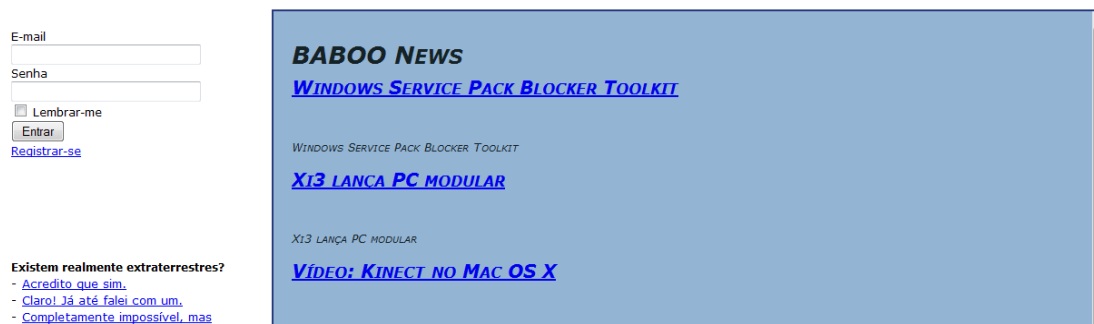 E-mail
Senha
Lembrar-me
Entrar
Registrar-se
Existem realmente extraterrestres?
- Acredito que sim.
- Claro! Já até falei com um.
- Completamente impossível, mas
BABOO News
Windows Service Pack Blocker Toolkit
Windows Service Pack Blocker Toolkit
Xi3 lança PC modular
Xi3 lança PC modular
Vídeo: Kinect no Mac OS X